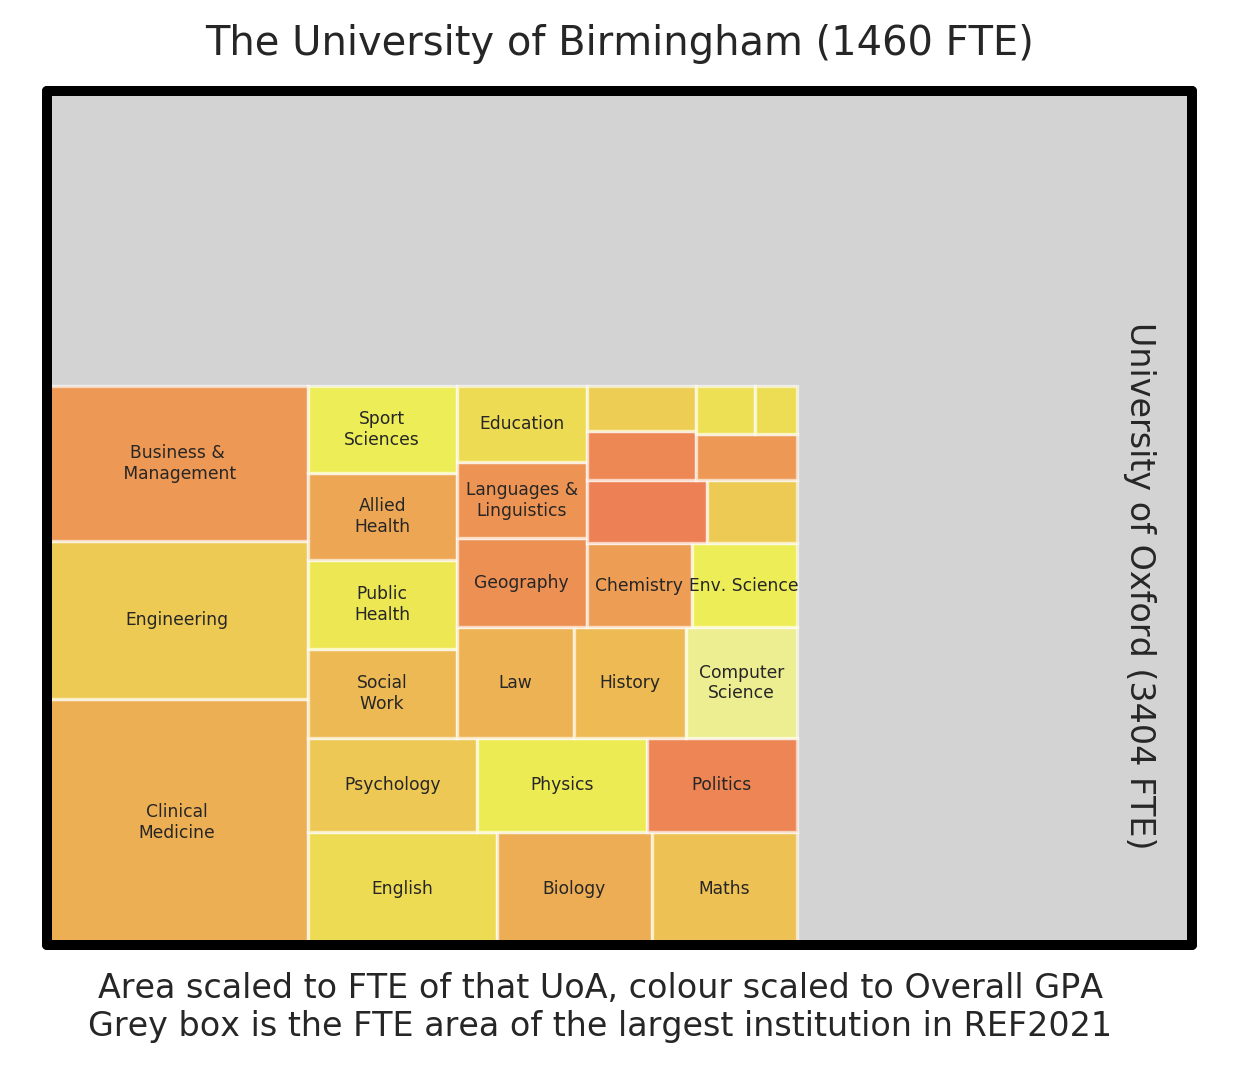 The University of Birmingham (1460 FTE)
Business &
Management
Sport
Sciences
Education
Allied
Health
Languages &
Linguistics
Engineering
Public
Health
Geography
Chemistry
Env. Science
Social
Work
Law
History
Computer
Science
Clinical
Medicine
Psychology
Physics
Politics
English
Biology
Maths
University of Oxford (3404 FTE)
Area scaled to FTE of that UoA, colour scaled to Overall GPA
Grey box is the FTE area of the largest institution in REF2021